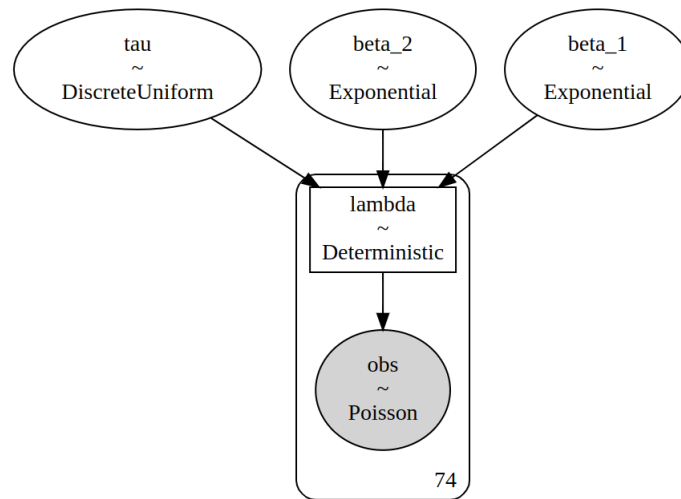 tau
~
DiscreteUniform
beta_2
~
Exponential
beta_1
~
Exponential
lambda
~
Deterministic
obs
~
Poisson
74